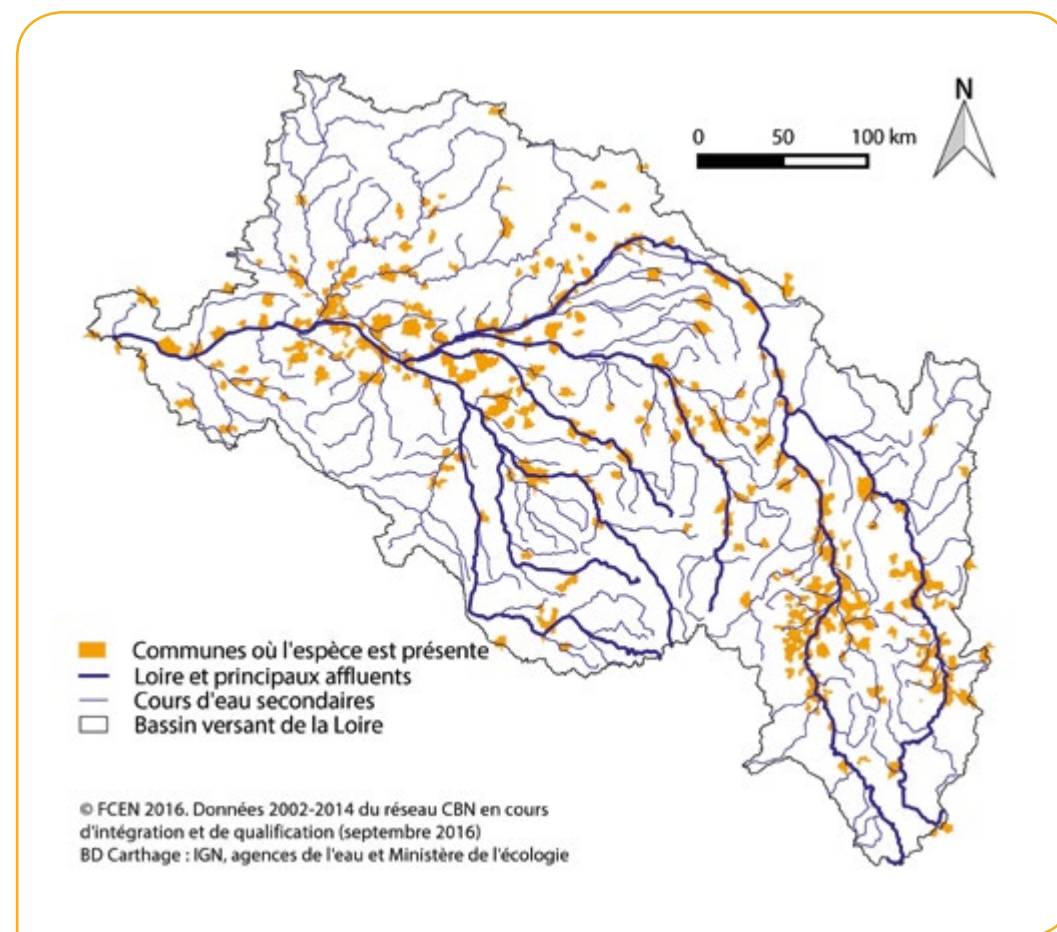 N
0 50 100 km
Communes où l'espèce est présente
Loire et principaux affluents
Cours d'eau secondaires
Bassin versant de la Loire
© FCEN 2016. Données 2002-2014 du réseau CBN en cours
d'intégration et de qualification (septembre 2016)
BD Carthage : IGN, agences de l'eau et Ministère de l'écologie